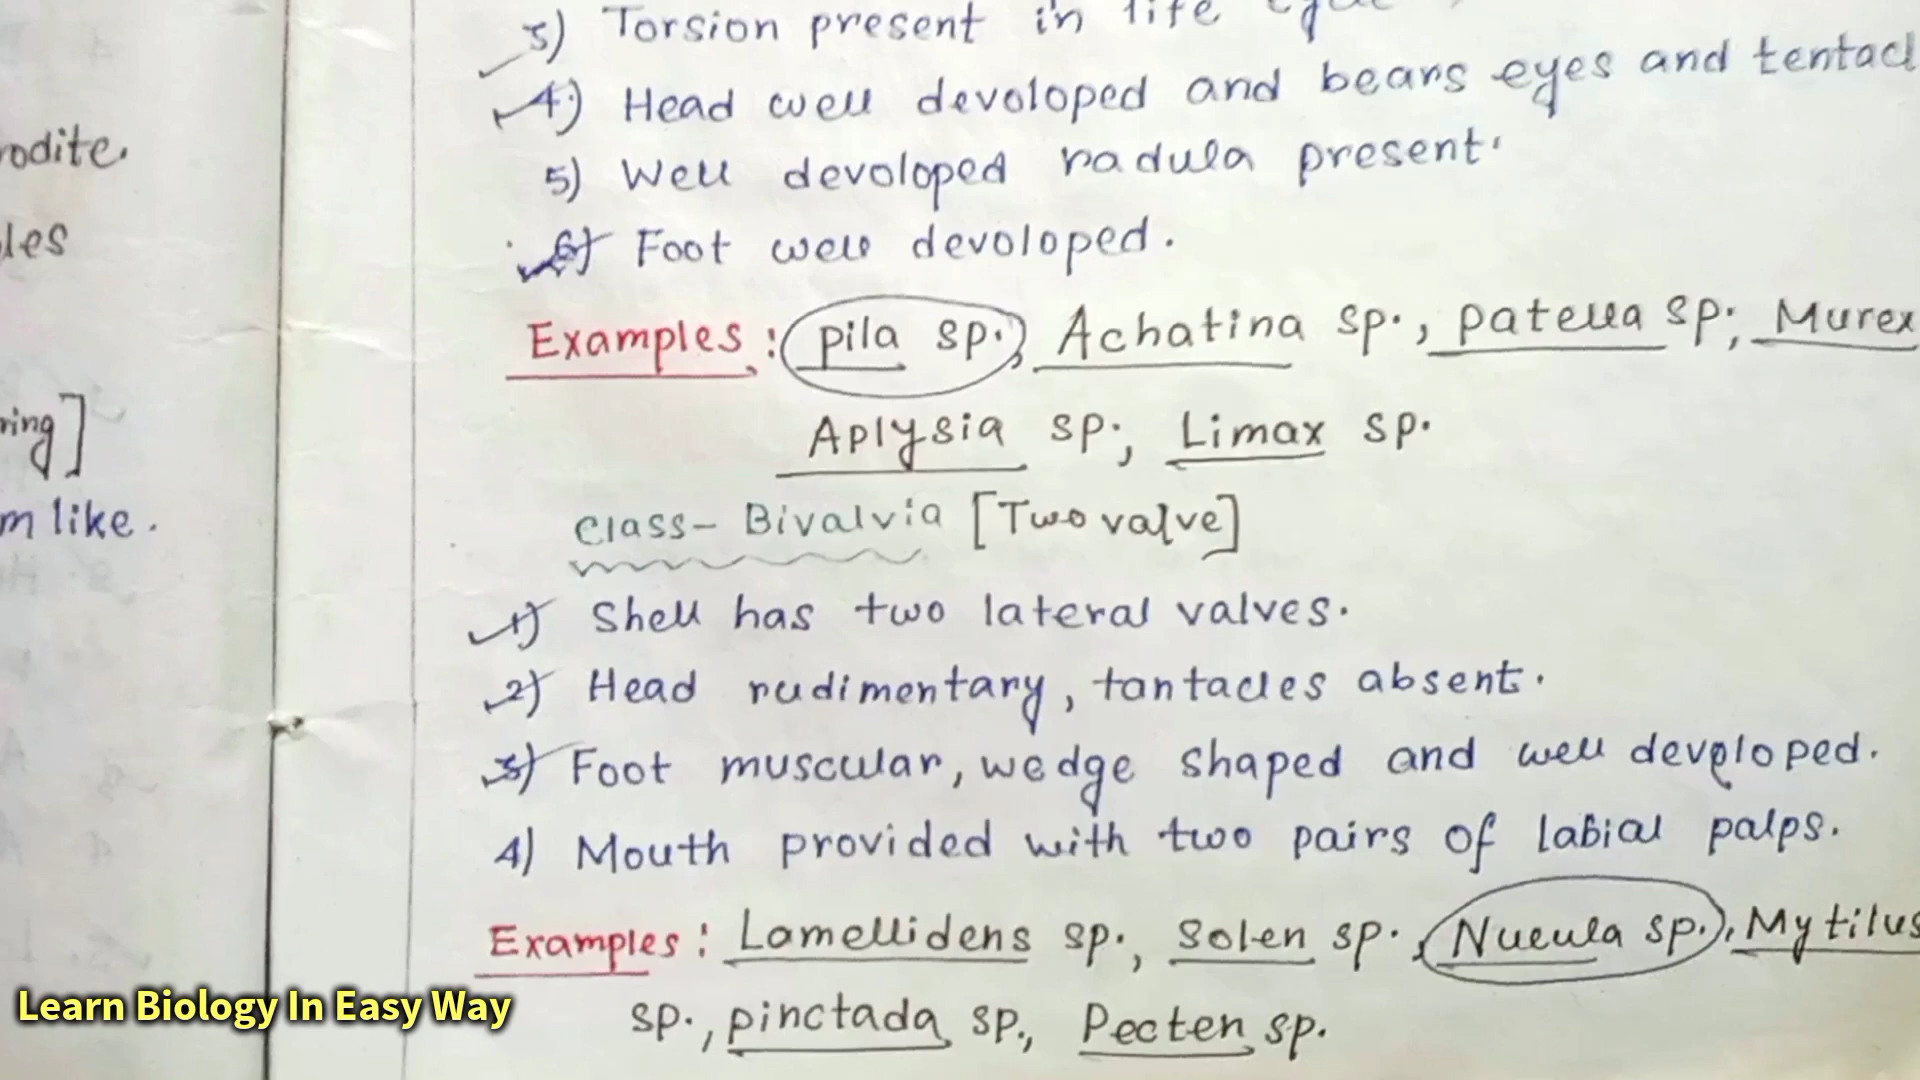 3) Torsion present in life
4) Head well devoloped and bears eyes and tentacl
5) Well devoloped radula present.
6) Foot well devoloped.
Examples : pila sp., Achatina sp., patella sp., Murex
Aplysia sp., Limax sp.
Class- Bivalvia [Two valve]
1) Shell has two lateral valves.
2) Head rudimentary, tantacles absent.
3) Foot muscular, wedge shaped and well developed.
4) Mouth provided with two pairs of labial palps.
Examples : Lamellidens sp., Solen sp., Nucula sp., Mytilus
sp., pinctada sp., Pecten sp.
rodite.
les
ring]
m like.
Learn Biology In Easy Way